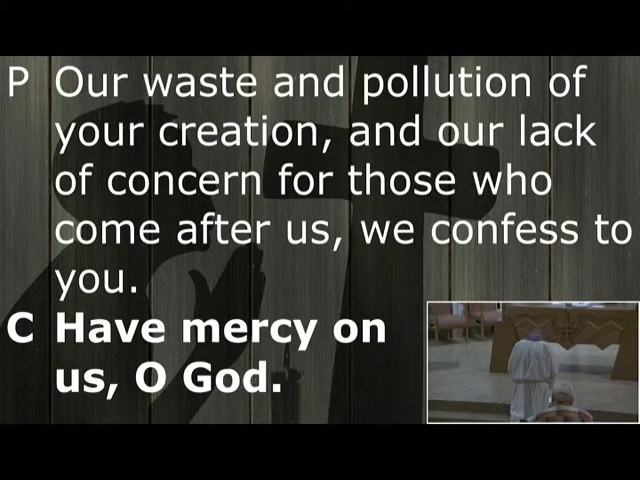 P Our waste and pollution of
your creation, and our lack
of concern for those who
come after us, we confess to
you.
C Have mercy on
us, O God.